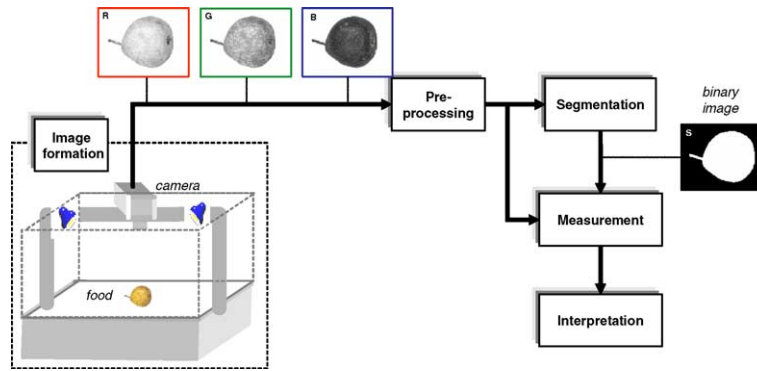 R
G
B
Pre-
processing
Segmentation
binary
image
S
Image
formation
camera
Measurement
food
Interpretation